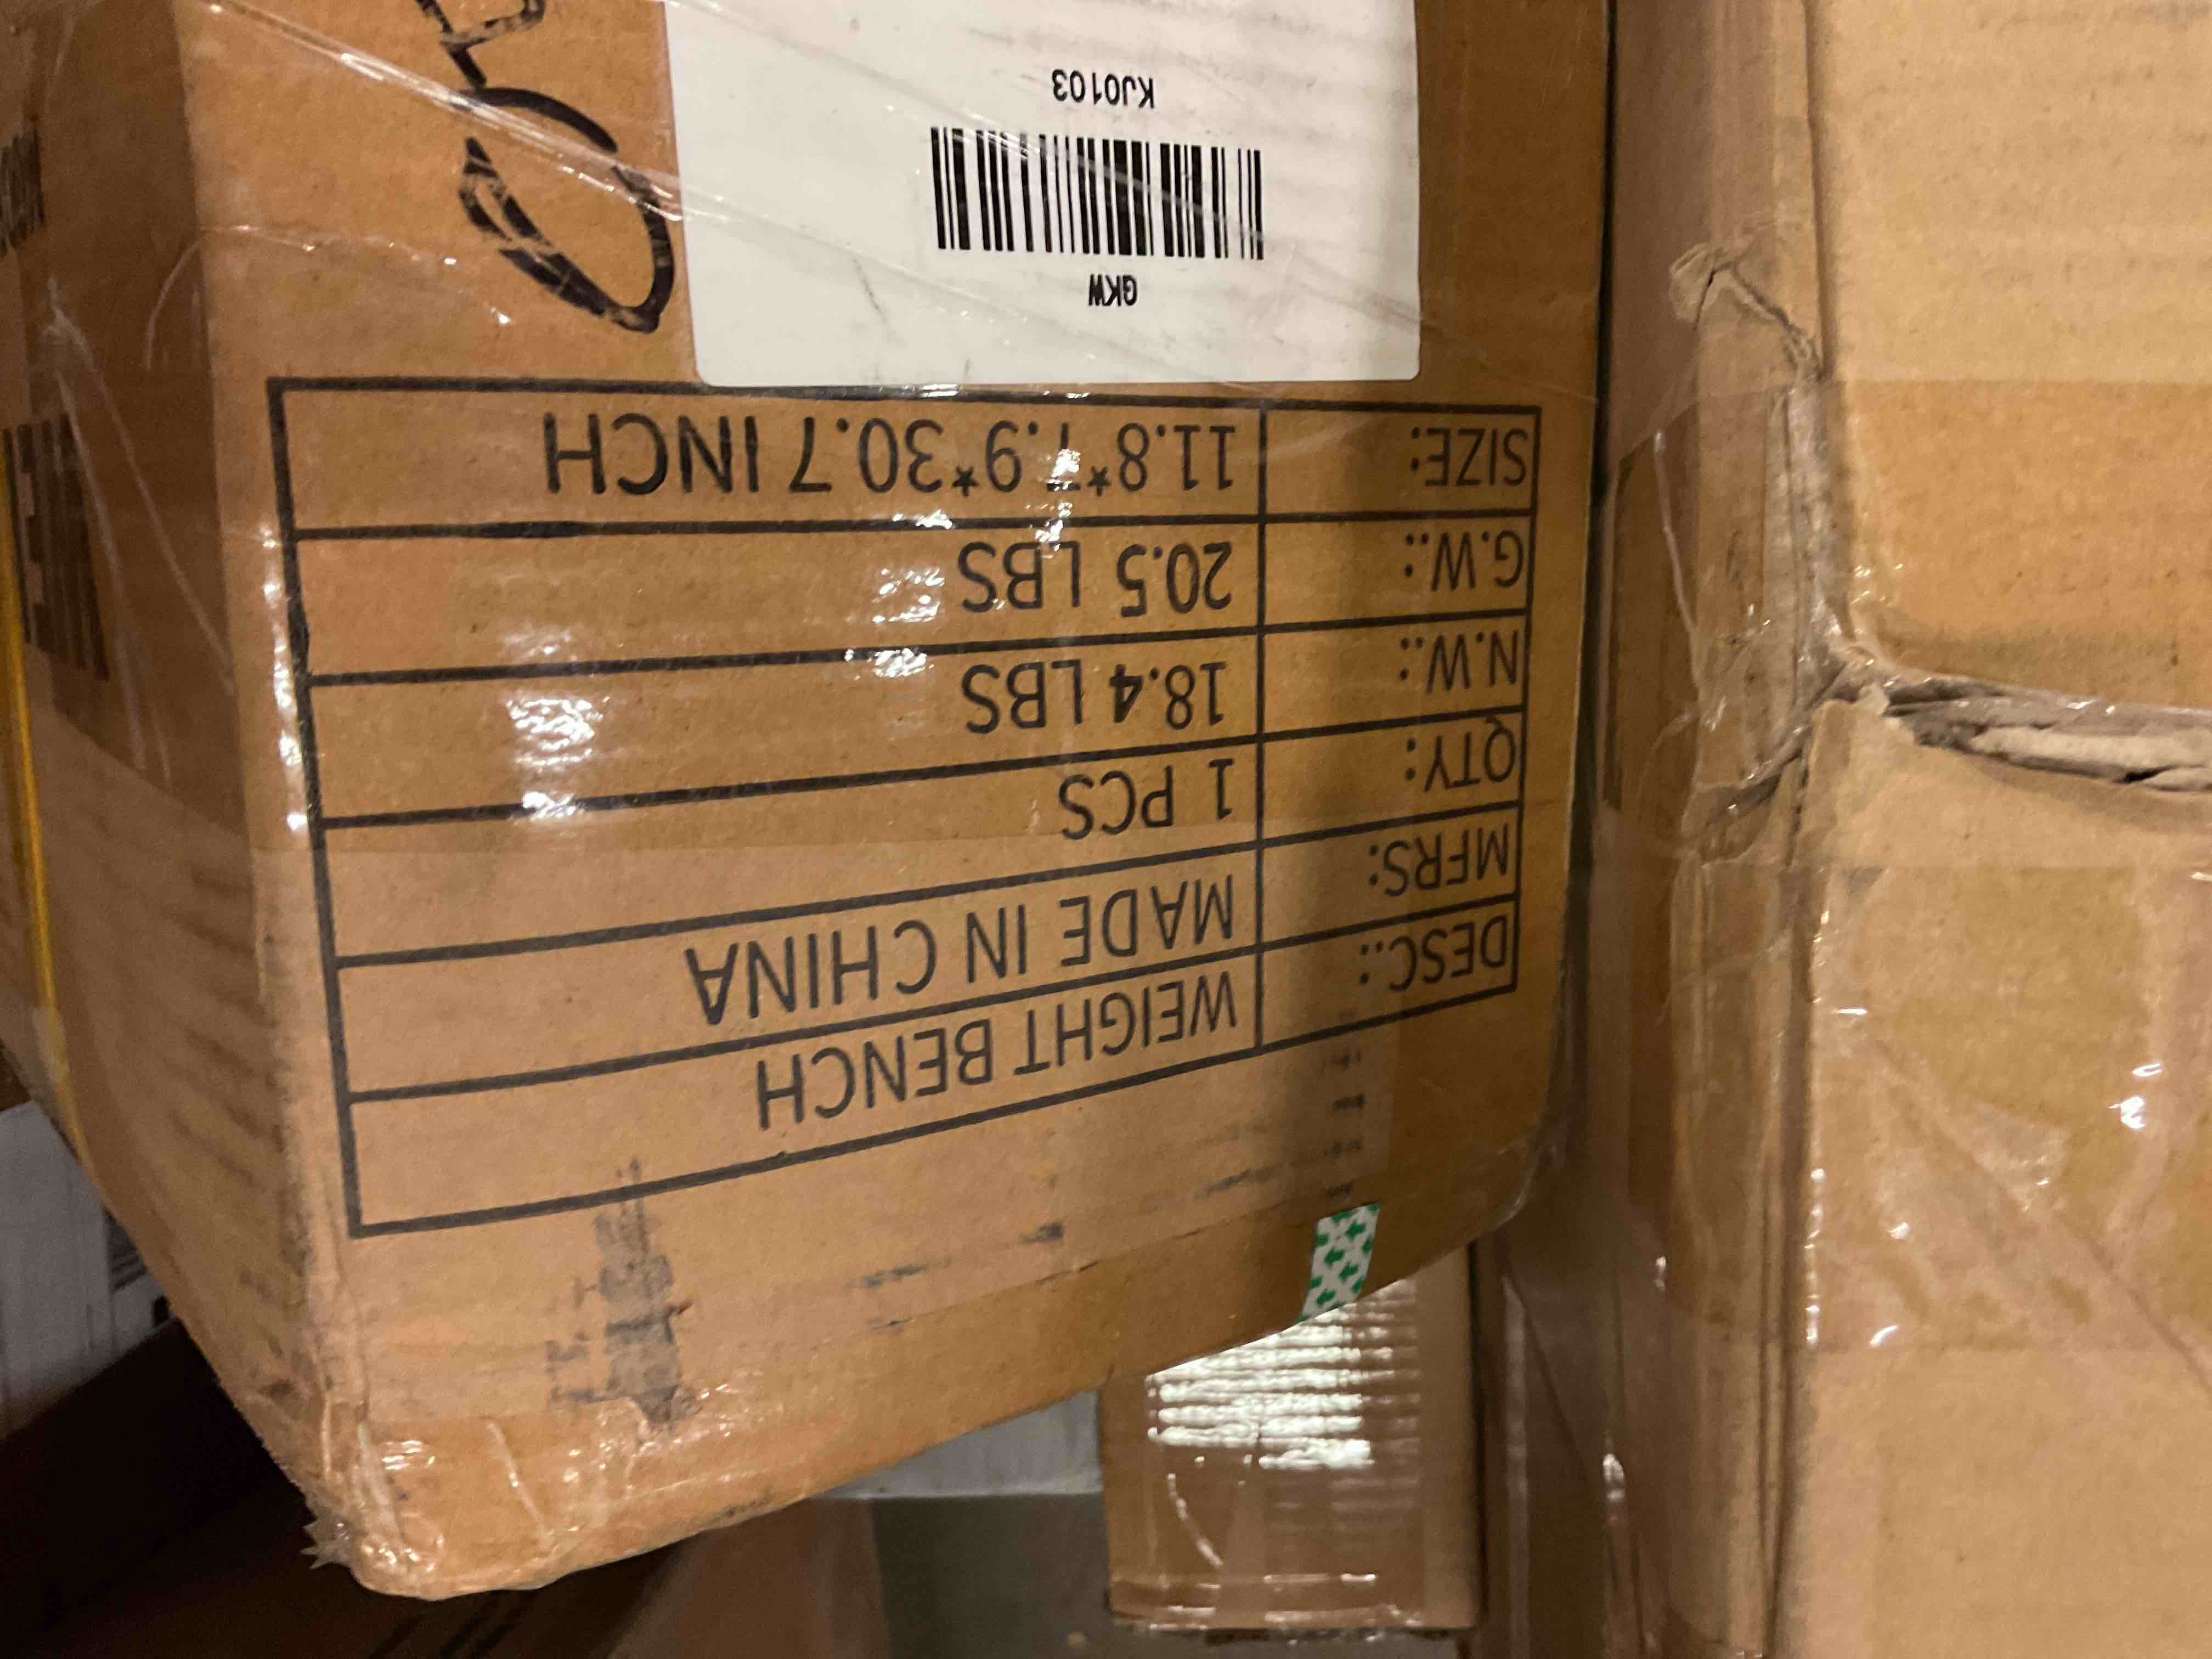 DESC.: WEIGHT BENCH
MFRS: MADE IN CHINA
QTY: 1 PCS
N.W.: 18.4 LBS
G.W.: 20.5 LBS
SIZE: 11.8*7.9*30.7 INCH
GKW
KJ0103